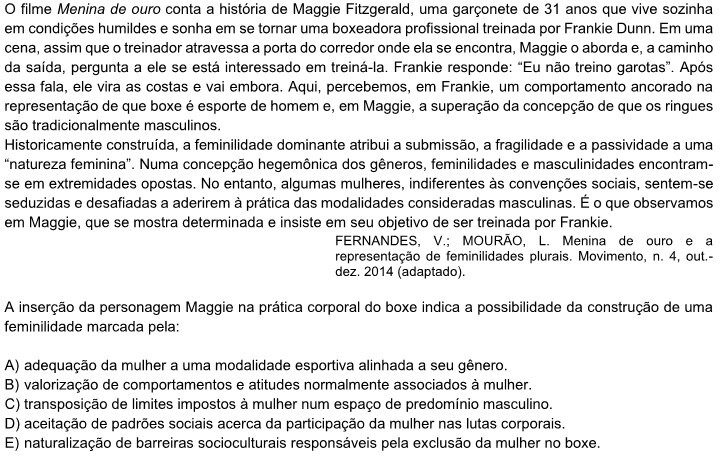 O filme Menina de ouro conta a história de Maggie Fitzgerald, uma garçonete de 31 anos que vive sozinha
em condições humildes e sonha em se tornar uma boxeadora profissional treinada por Frankie Dunn. Em uma
cena, assim que o treinador atravessa a porta do corredor onde ela se encontra, Maggie o aborda e, a caminho
da saída, pergunta a ele se está interessado em treiná-la. Frankie responde: “Eu não treino garotas”. Após
essa fala, ele vira as costas e vai embora. Aqui, percebemos, em Frankie, um comportamento ancorado na
representação de que boxe é esporte de homem e, em Maggie, a superação da concepção de que os ringues
são tradicionalmente masculinos.
Historicamente construída, a feminilidade dominante atribui a submissão, a fragilidade e a passividade a uma
“natureza feminina”. Numa concepção hegemônica dos gêneros, feminilidades e masculinidades encontram-
se em extremidades opostas. No entanto, algumas mulheres, indiferentes às convenções sociais, sentem-se
seduzidas e desafiadas a aderirem à prática das modalidades consideradas masculinas. É o que observamos
em Maggie, que se mostra determinada e insiste em seu objetivo de ser treinada por Frankie.
FERNANDES, V.; MOURÃO, L. Menina de ouro e a
representação de feminilidades plurais. Movimento, n. 4, out.-
dez. 2014 (adaptado).
A inserção da personagem Maggie na prática corporal do boxe indica a possibilidade da construção de uma
feminilidade marcada pela:
A) adequação da mulher a uma modalidade esportiva alinhada a seu gênero.
B) valorização de comportamentos e atitudes normalmente associados à mulher.
C) transposição de limites impostos à mulher num espaço de predomínio masculino.
D) aceitação de padrões sociais acerca da participação da mulher nas lutas corporais.
E) naturalização de barreiras socioculturais responsáveis pela exclusão da mulher no boxe.